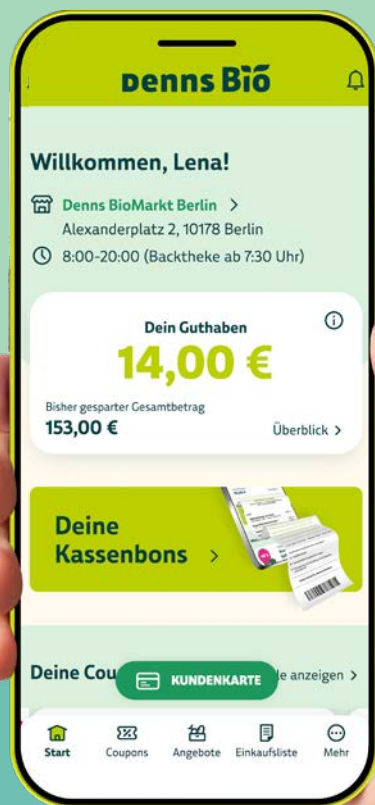 Denns Bio
Willkommen, Lena!
Denns BioMarkt Berlin >
Alexanderplatz 2, 10178 Berlin
8:00-20:00 (Backtheke ab 7:30 Uhr)
Dein Guthaben
14,00 €
Bisher gesparter Gesamtbetrag
153,00 € Überblick >
Deine
Kassenbons >
Deine Cou KUNDENKARTE le anzeigen >
Start Coupons Angebote Einkaufsliste Mehr